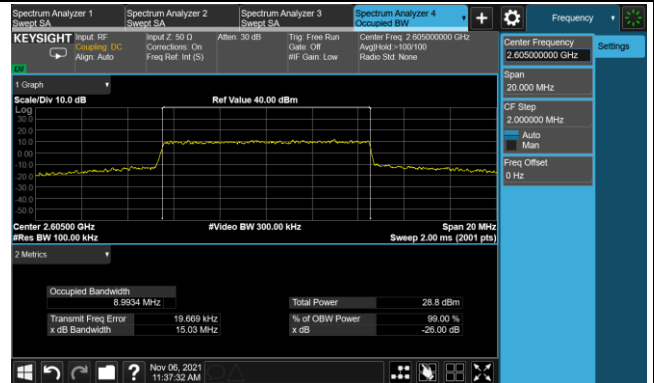 Spectrum Analyzer 1
Swept SA
Spectrum Analyzer 2
Swept SA
Spectrum Analyzer 3
Swept SA
Spectrum Analyzer 4
Occupied BW
+
Frequency
KEYSIGHT
Input: RF
Coupling: DC
Align: Auto
Input Z: 50 Ω
Corrections: On
Freq Ref: Int (S)
Atten: 30 dB
Trig: Free Run
Gate: Off
#IF Gain: Low
Center Freq: 2.605000000 GHz
Avg|Hold:>100/100
Radio Std: None
Center Frequency
2.605000000 GHz
Settings
Span
20.000 MHz
CF Step
2.000000 MHz
Auto
Man
Freq Offset
0 Hz
1 Graph
Scale/Div 10.0 dB
Ref Value 40.00 dBm
Log
30.0
20.0
10.0
0.00
-10.0
-20.0
-30.0
-40.0
-50.0
Center 2.60500 GHz
#Video BW 300.00 kHz
Span 20 MHz
#Res BW 100.00 kHz
Sweep 2.00 ms (2001 pts)
2 Metrics
Occupied Bandwidth
8.9934 MHz
Total Power
28.8 dBm
Transmit Freq Error
19.669 kHz
% of OBW Power
99.00 %
x dB Bandwidth
15.03 MHz
x dB
-26.00 dB
?
Nov 06, 2021
11:37:32 AM